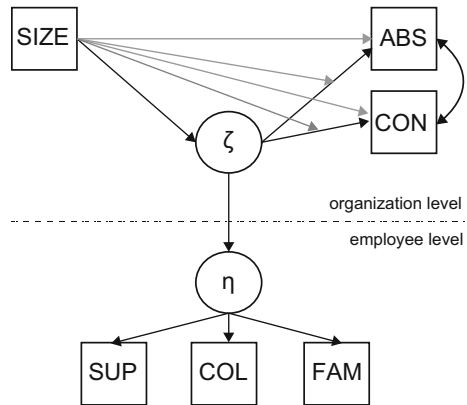 SIZE
ABS
CON
ζ
organization level
employee level
η
SUP
COL
FAM